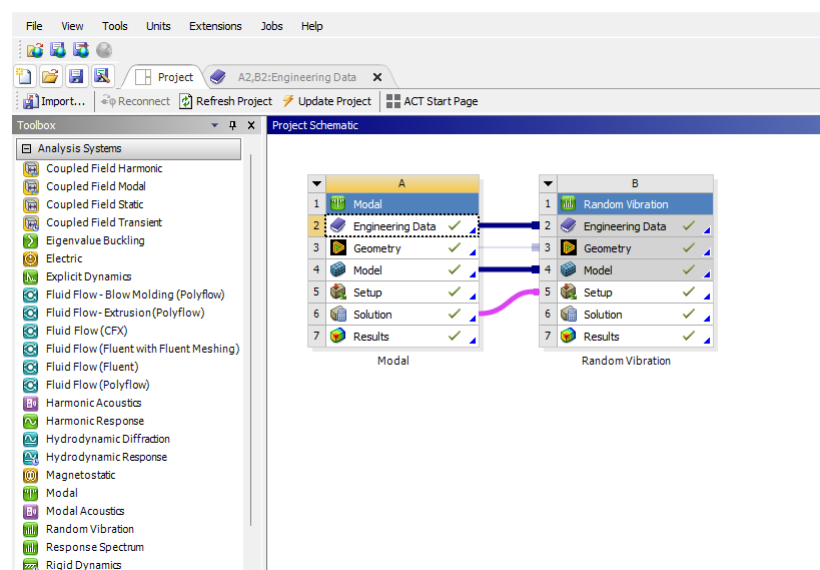 File View Tools Units Extensions Jobs Help
Project A2,B2:Engineering Data
Import... Reconnect Refresh Project Update Project ACT Start Page
Toolbox
Project Schematic
Analysis Systems
Coupled Field Harmonic
Coupled Field Modal
Coupled Field Static
Coupled Field Transient
Eigenvalue Buckling
Electric
Explicit Dynamics
Fluid Flow - Blow Molding (Polyflow)
Fluid Flow - Extrusion (Polyflow)
Fluid Flow (CFX)
Fluid Flow (Fluent with Fluent Meshing)
Fluid Flow (Fluent)
Fluid Flow (Polyflow)
Harmonic Acoustics
Harmonic Response
Hydrodynamic Diffraction
Hydrodynamic Response
Magnetostatic
Modal
Modal Acoustics
Random Vibration
Response Spectrum
Rigid Dynamics
A
1 Modal
2 Engineering Data
3 Geometry
4 Model
5 Setup
6 Solution
7 Results
Modal
B
1 Random Vibration
2 Engineering Data
3 Geometry
4 Model
5 Setup
6 Solution
7 Results
Random Vibration